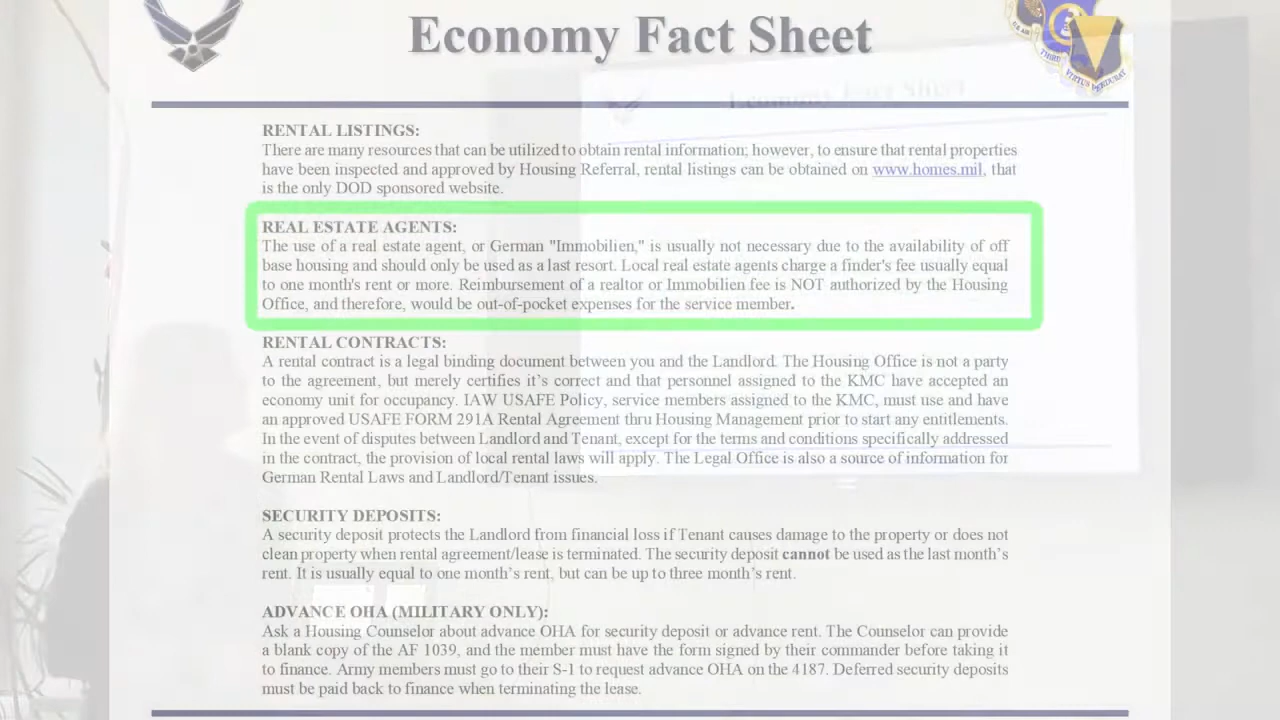 Economy Fact Sheet
RENTAL LISTINGS:
There are many resources that can be utilized to obtain rental information; however, to ensure that rental properties
have been inspected and approved by Housing Referral, rental listings can be obtained on www.homes.mil, that
is the only DOD sponsored website.
REAL ESTATE AGENTS:
The use of a real estate agent, or German "Immobilien," is usually not necessary due to the availability of off
base housing and should only be used as a last resort. Local real estate agents charge a finder's fee usually equal
to one month's rent or more. Reimbursement of a realtor or Immobilien fee is NOT authorized by the Housing
Office, and therefore, would be out-of-pocket expenses for the service member.
RENTAL CONTRACTS:
A rental contract is a legal binding document between you and the Landlord. The Housing Office is not a party
to the agreement, but merely certifies it's correct and that personnel assigned to the KMC have accepted an
economy unit for occupancy. IAW USAFE Policy, service members assigned to the KMC, must use and have
an approved USAFE FORM 291A Rental Agreement thru Housing Management prior to start any entitlements.
In the event of disputes between Landlord and Tenant, except for the terms and conditions specifically addressed
in the contract, the provision of local rental laws will apply. The Legal Office is also a source of information for
German Rental Laws and Landlord/Tenant issues.
SECURITY DEPOSITS:
A security deposit protects the Landlord from financial loss if Tenant causes damage to the property or does not
clean property when rental agreement/lease is terminated. The security deposit cannot be used as the last month's
rent. It is usually equal to one month's rent, but can be up to three month's rent.
ADVANCE OHA (MILITARY ONLY):
Ask a Housing Counselor about advance OHA for security deposit or advance rent. The Counselor can provide
a blank copy of the AF 1039, and the member must have the form signed by their commander before taking it
to finance. Army members must go to their S-1 to request advance OHA on the 4187. Deferred security deposits
must be paid back to finance when terminating the lease.
Economy Fact Sheet
VIRTUS PERDURAT